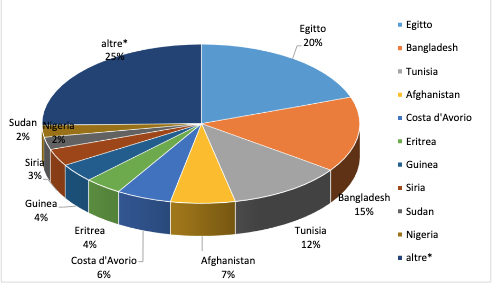 Egitto
20%
Bangladesh
15%
Tunisia
12%
Afghanistan
7%
Costa d'Avorio
6%
Eritrea
4%
Guinea
4%
Siria
3%
Sudan
2%
Nigeria
2%
altre*
25%
Egitto
Bangladesh
Tunisia
Afghanistan
Costa d'Avorio
Eritrea
Guinea
Siria
Sudan
Nigeria
altre*